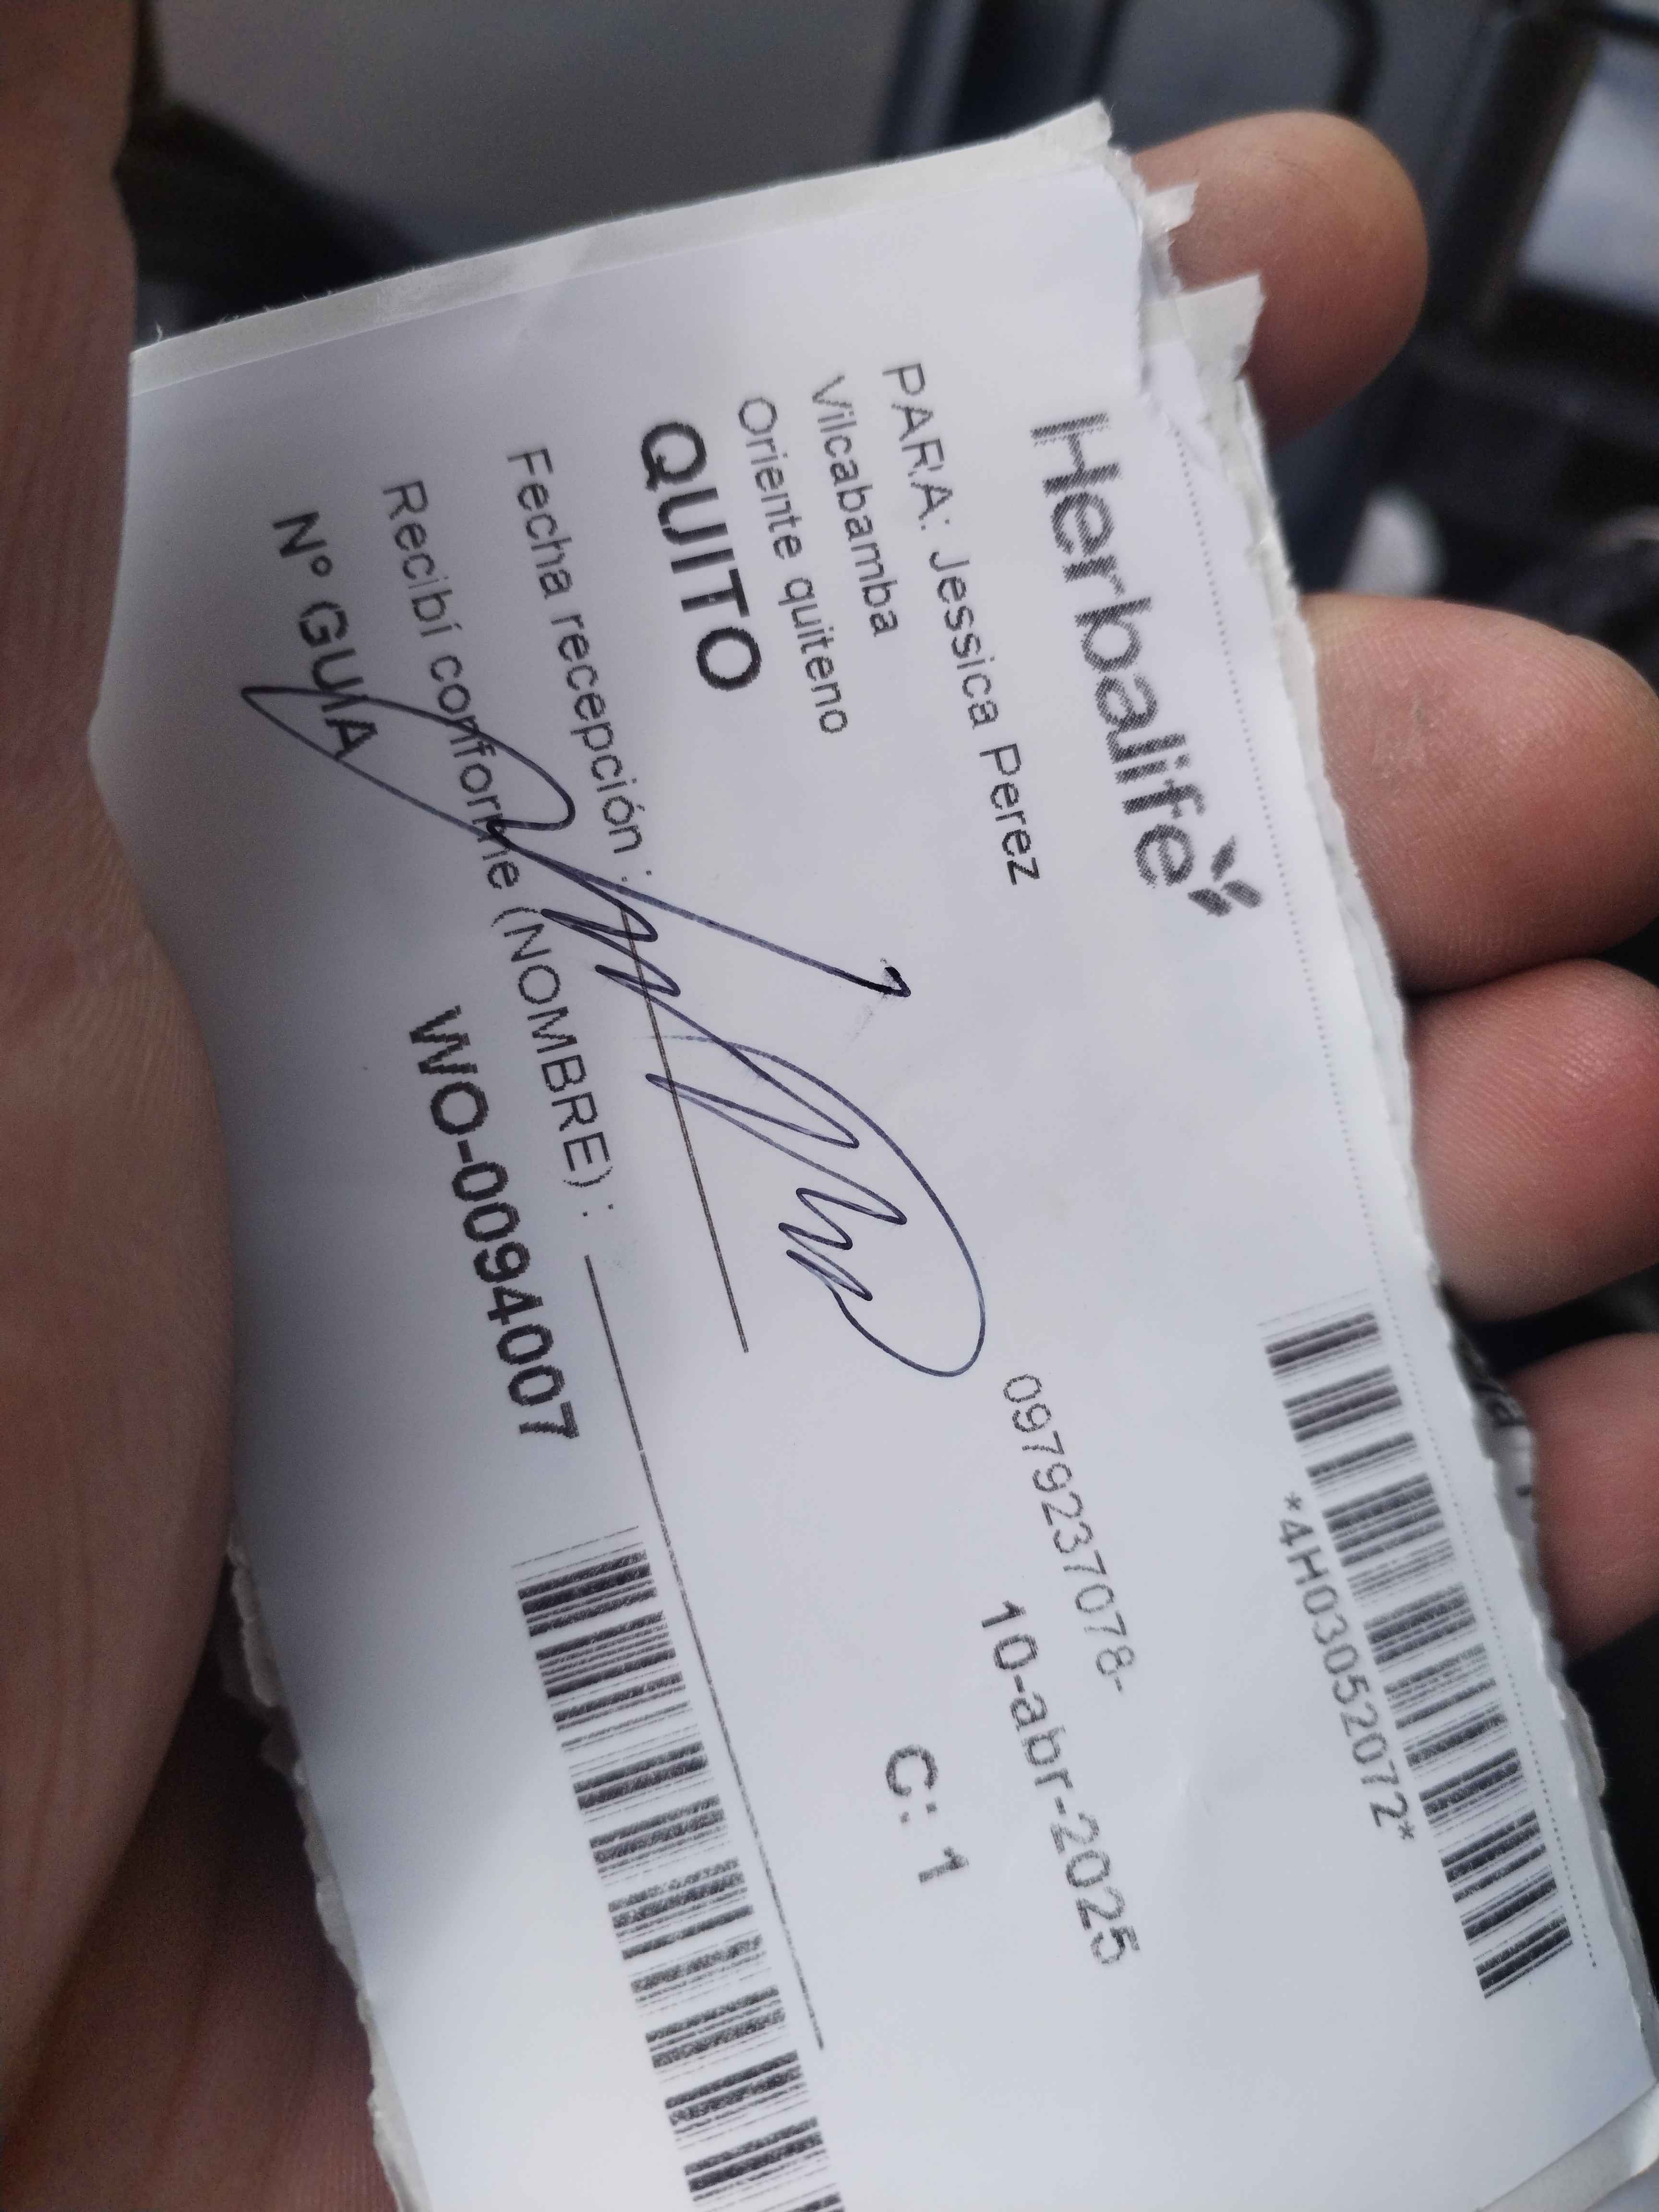 Herbalife
*4H03052072*
PARA: Jessica Perez
0979237078-
Vilcabamba
10-abr-2025
Oriente quiteno
QUITO
C: 1
Fecha recepción :
Recibí conforme (NOMBRE) :
Nº GUIA
WO-0094007